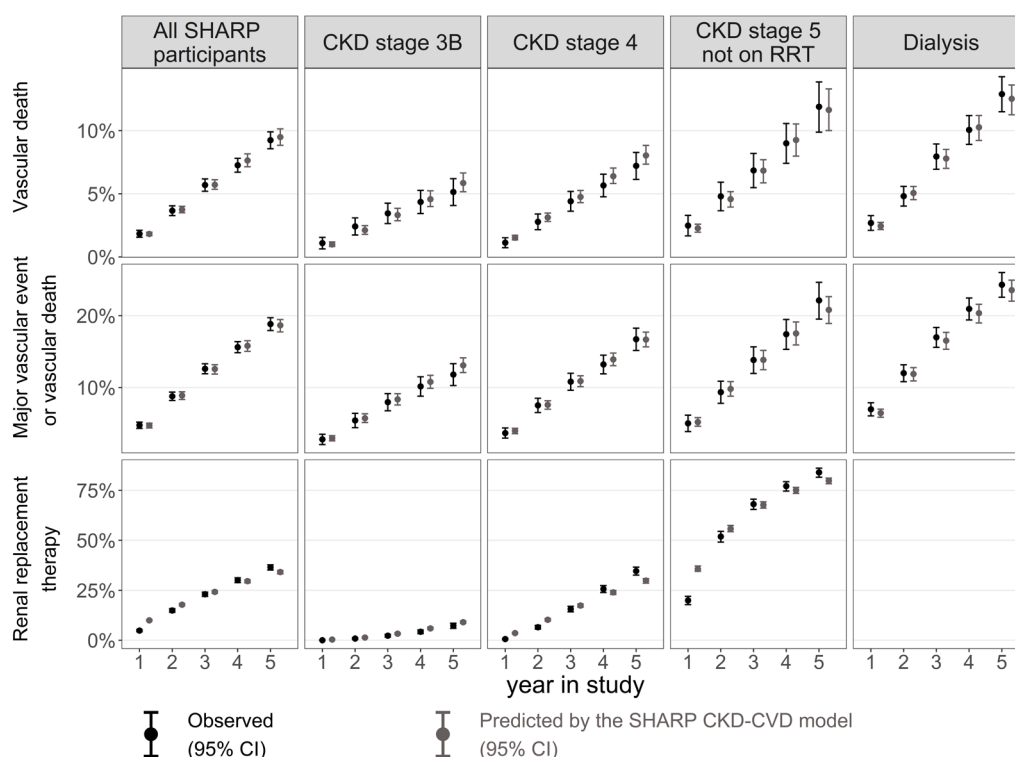 All SHARP
participants
CKD stage 3B
CKD stage 4
CKD stage 5
not on RRT
Dialysis
Vascular death
10%
5%
0%
Major vascular event
or vascular death
20%
10%
Renal replacement
therapy
75%
50%
25%
0%
1 2 3 4 5
1 2 3 4 5
1 2 3 4 5
1 2 3 4 5
1 2 3 4 5
year in study
Observed
(95% CI)
Predicted by the SHARP CKD-CVD model
(95% CI)